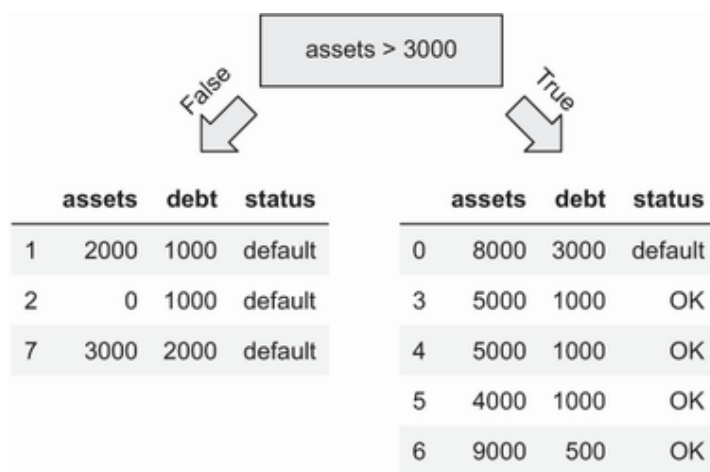 assets > 3000
False
True
assets debt status
1 2000 1000 default
2 0 1000 default
7 3000 2000 default
assets debt status
0 8000 3000 default
3 5000 1000 OK
4 5000 1000 OK
5 4000 1000 OK
6 9000 500 OK